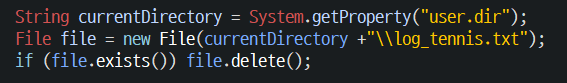 String currentDirectory = System.getProperty("user.dir");
File file = new File(currentDirectory +"\\log_tennis.txt");
if (file.exists()) file.delete();